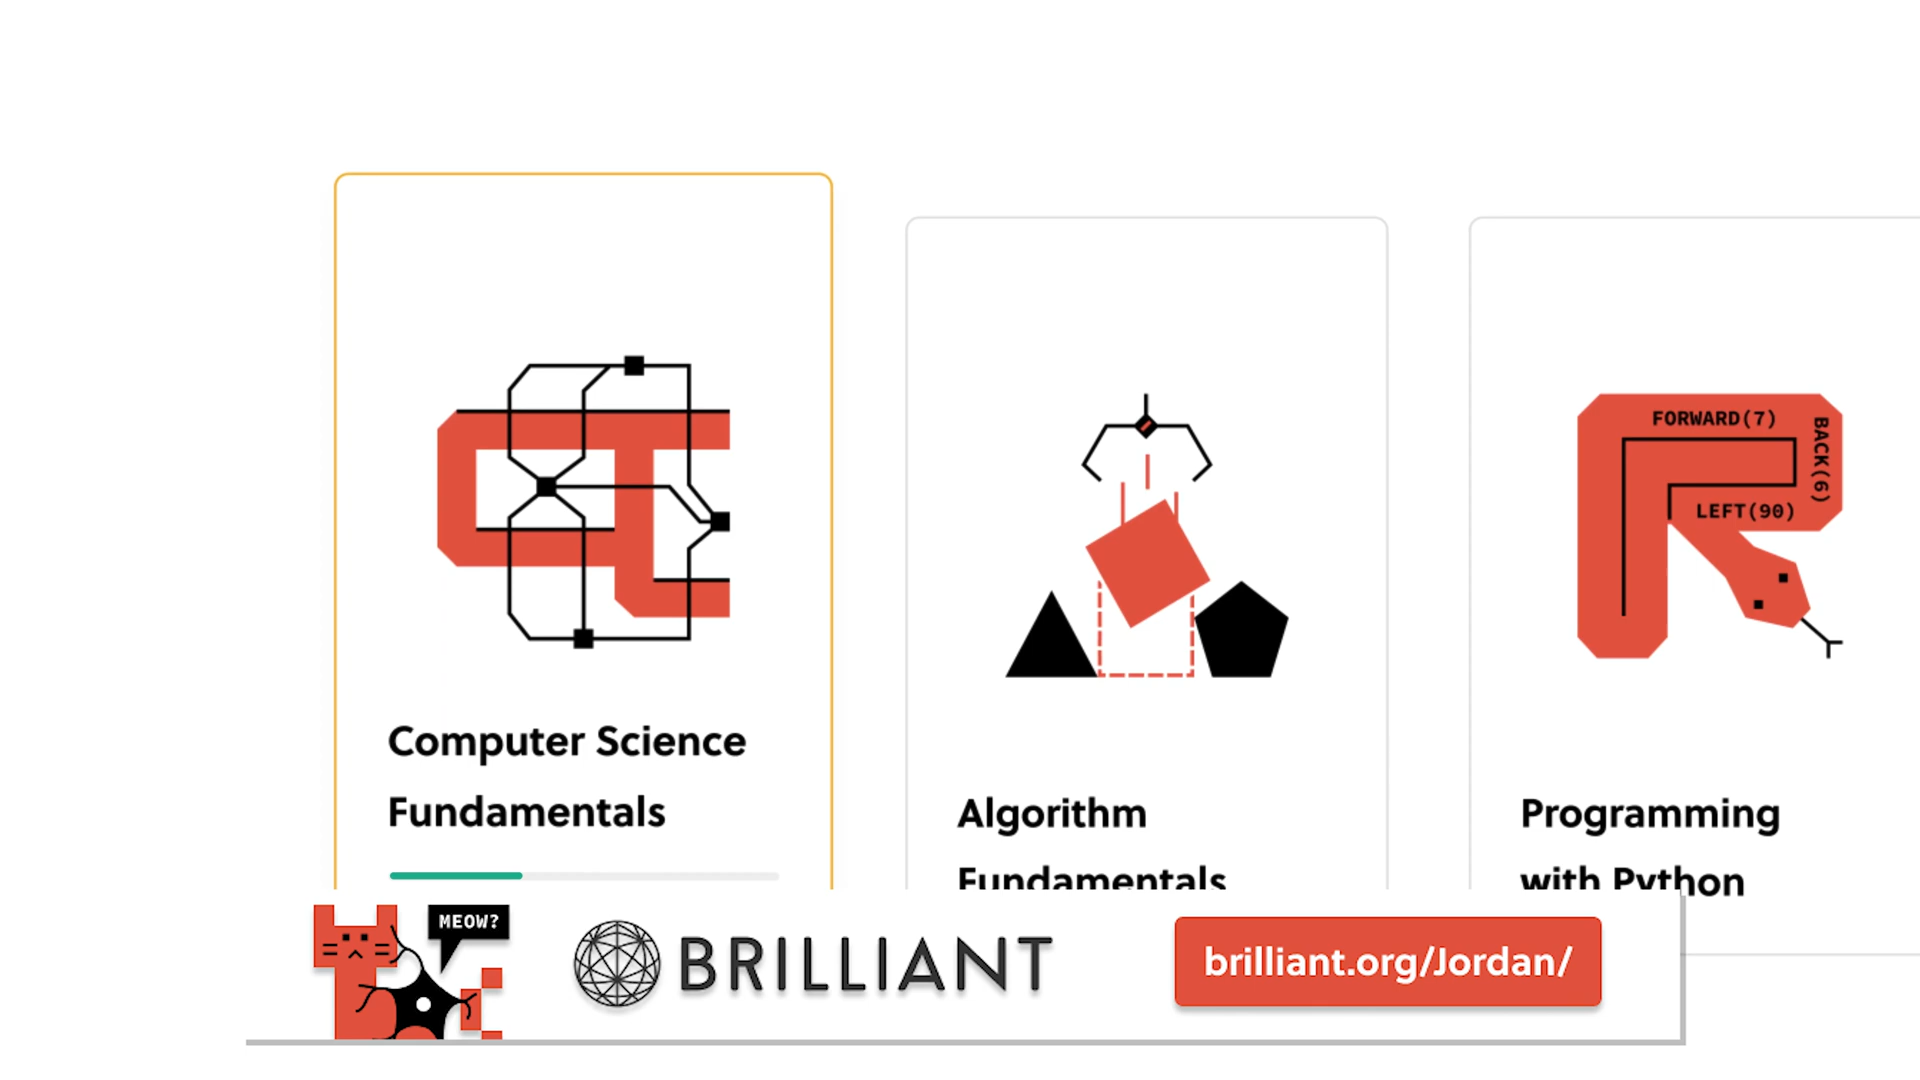 FORWARD(7)
BACK(6)
LEFT(90)
Computer Science
Fundamentals
Algorithm
Fundamentals
Programming
with Python
MEOW?
BRILLIANT
brilliant.org/Jordan/